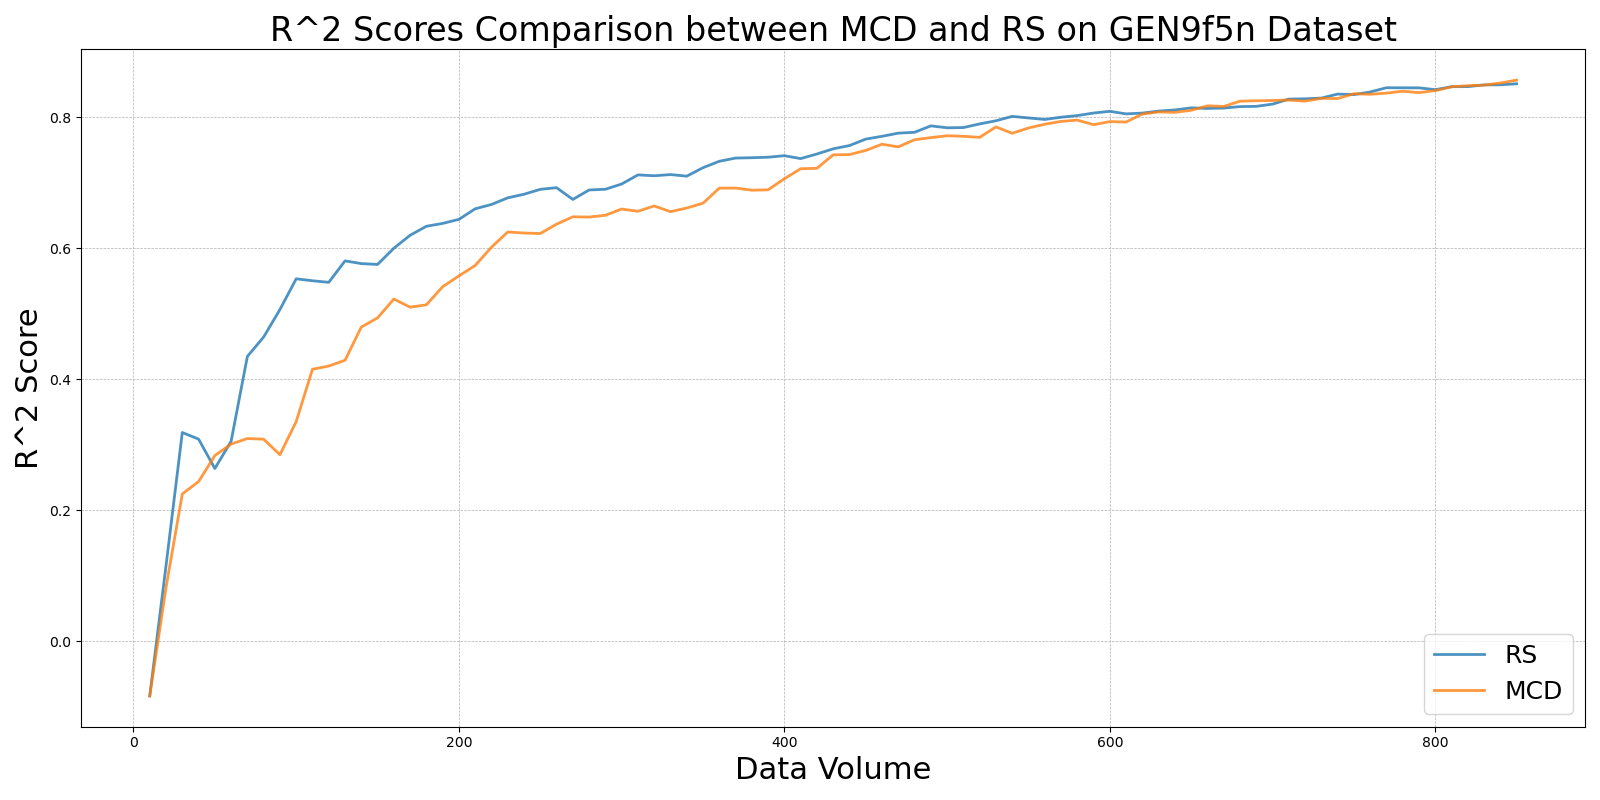 R^2 Scores Comparison between MCD and RS on GEN9f5n Dataset
R^2 Score
0.8
0.6
0.4
0.2
0.0
0 200 400 600 800
Data Volume
RS
MCD